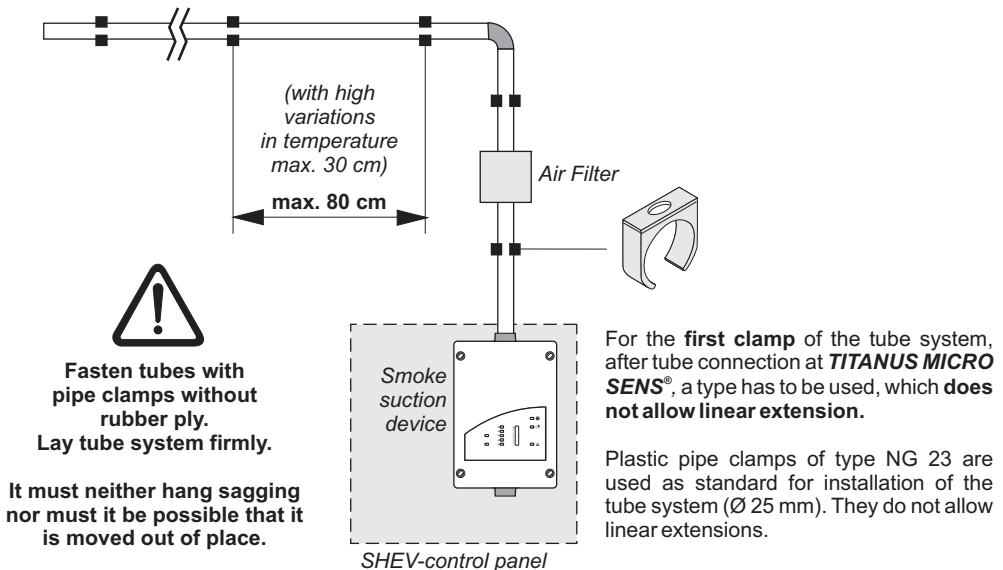 (with high
variations
in temperature
max. 30 cm)
max. 80 cm
Air Filter
Fasten tubes with
pipe clamps without
rubber ply.
Lay tube system firmly.
It must neither hang sagging
nor must it be possible that it
is moved out of place.
Smoke
suction
device
SHEV-control panel
For the first clamp of the tube system,
after tube connection at TITANUS MICRO
SENS®, a type has to be used, which does
not allow linear extension.
Plastic pipe clamps of type NG 23 are
used as standard for installation of the
tube system (Ø 25 mm). They do not allow
linear extensions.